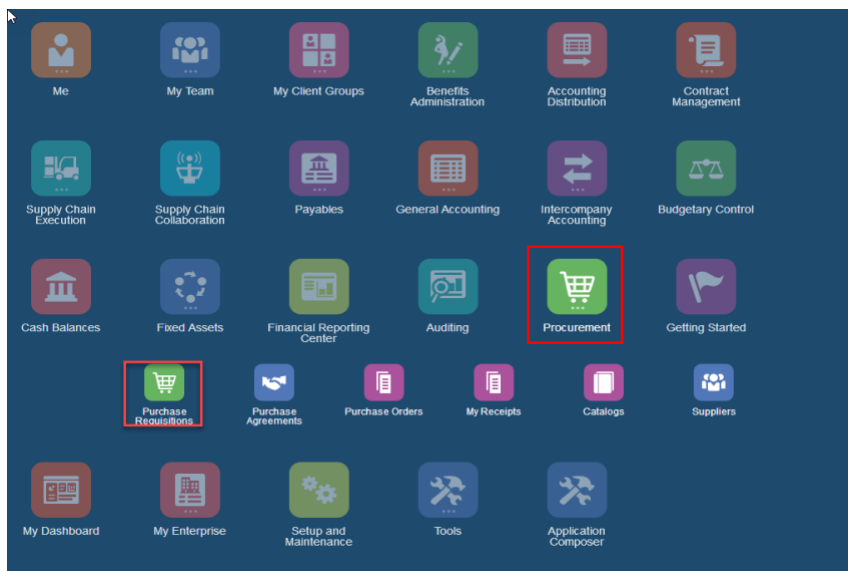 Me
My Team
My Client Groups
Benefits
Administration
Accounting
Distribution
Contract
Management
Supply Chain
Execution
Supply Chain
Collaboration
Payables
General Accounting
Intercompany
Accounting
Budgetary Control
Cash Balances
Fixed Assets
Financial Reporting
Center
Auditing
Procurement
Getting Started
Purchase
Requisitions
Purchase
Agreements
Purchase Orders
My Receipts
Catalogs
Suppliers
My Dashboard
My Enterprise
Setup and
Maintenance
Tools
Application
Composer